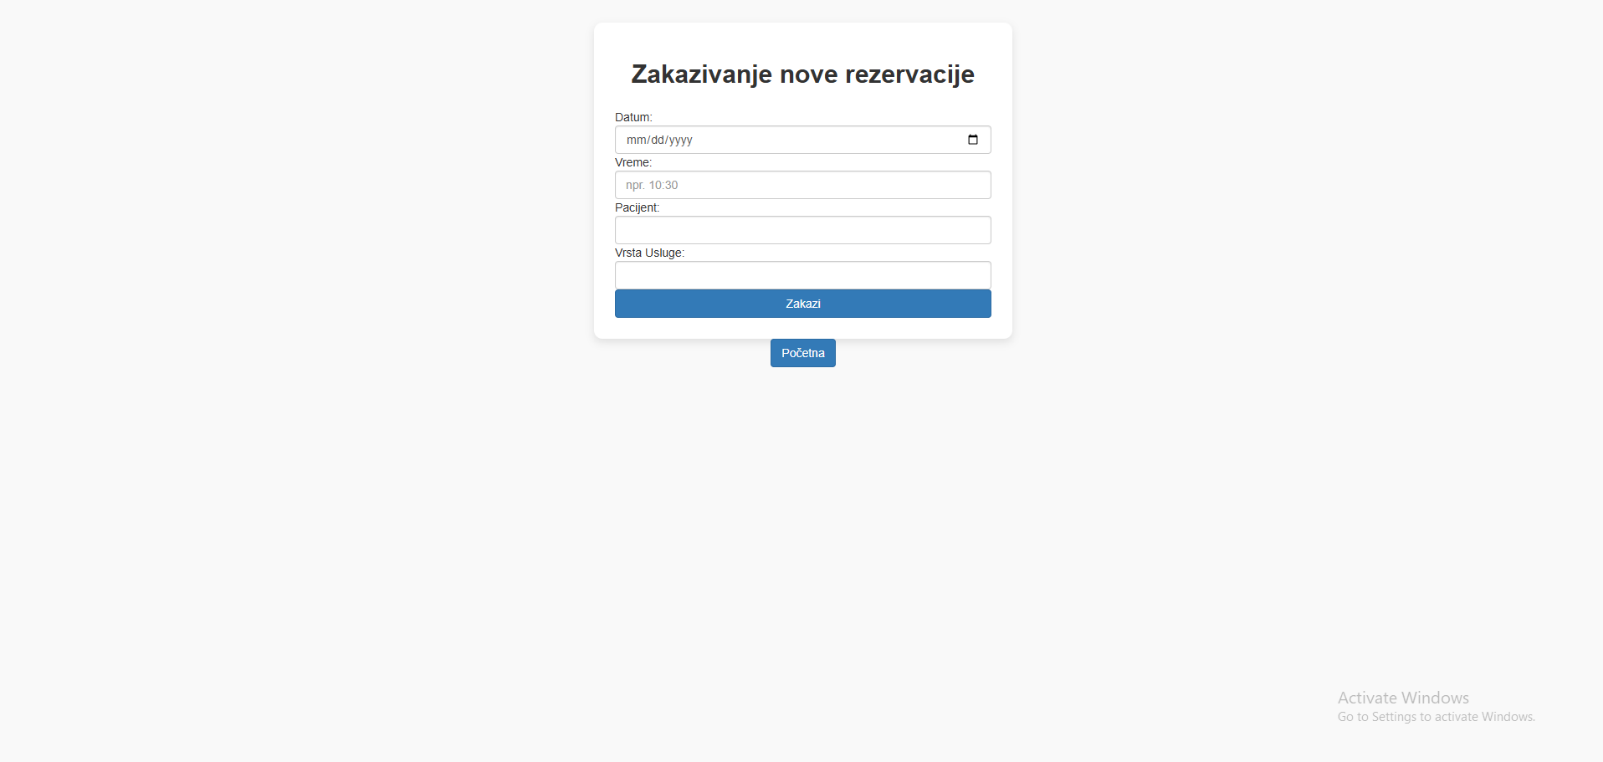 Zakazivanje nove rezervacije
Datum:
mm/dd/yyyy
Vreme:
npr. 10:30
Pacijent:
Vrsta Usluge:
Zakazi
Početna
Activate Windows
Go to Settings to activate Windows.